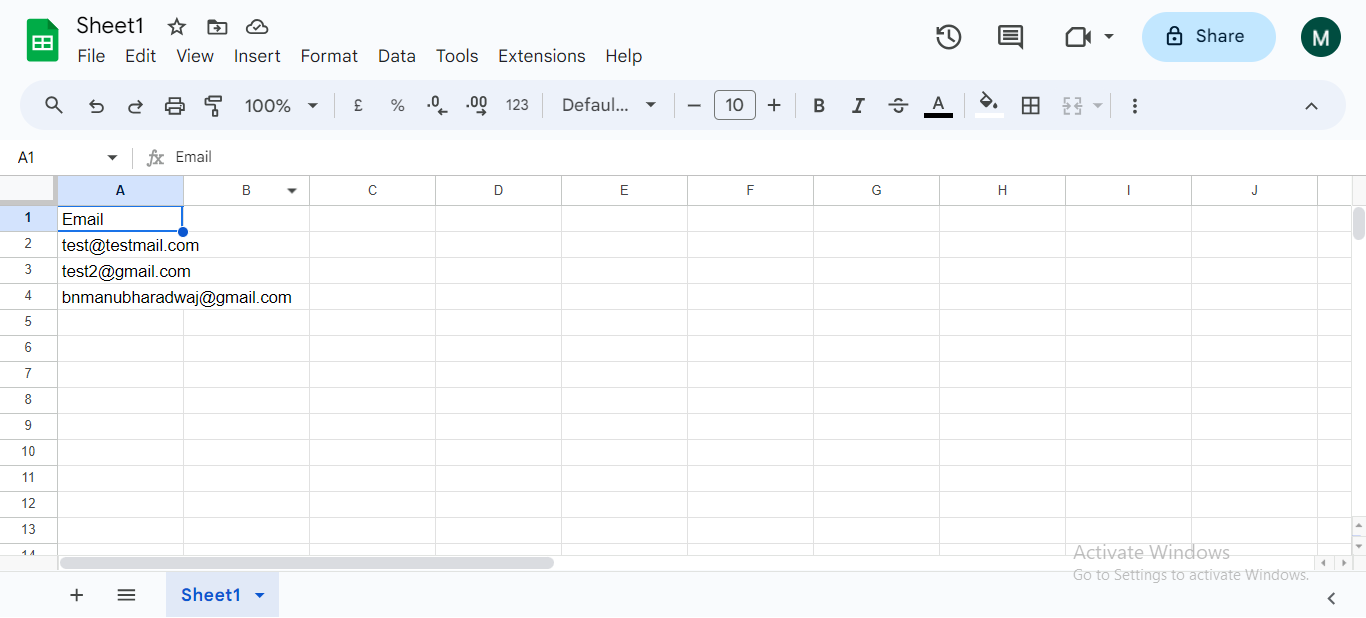 Sheet1
File Edit View Insert Format Data Tools Extensions Help
Share
M
100% £ % .0 .00 123 Defaul... 10 B I S A
A1 fx Email
A B C D E F G H I J
1 Email
2 test@testmail.com
3 test2@gmail.com
4 bnmanubharadwaj@gmail.com
5
6
7
8
9
10
11
12
13
14
Activate Windows
Go to Settings to activate Windows.
Sheet1